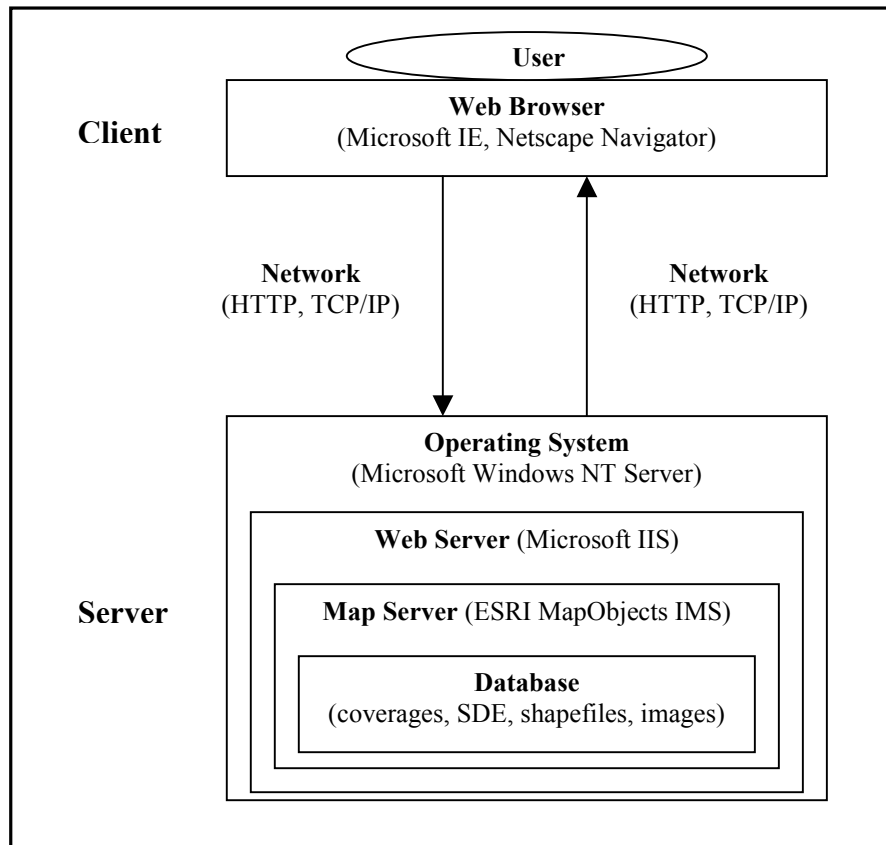 User
Web Browser
Client
(Microsoft IE, Netscape Navigator)
Network
(HTTP, TCP/IP)
Network
(HTTP, TCP/IP)
Operating System
(Microsoft Windows NT Server)
Web Server (Microsoft IIS)
Server
Map Server (ESRI MapObjects IMS)
Database
(coverages, SDE, shapefiles, images)